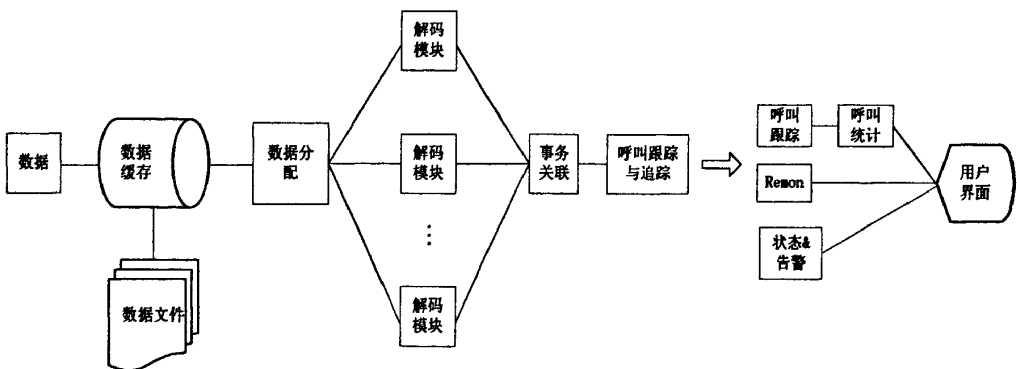 数据
数据
缓存
数据文件
数据分
配
解码
模块
解码
模块
⋮
解码
模块
事务
关联
呼叫跟踪
与追踪
呼叫
跟踪
呼叫
统计
Remon
状态&
告警
用户
界面